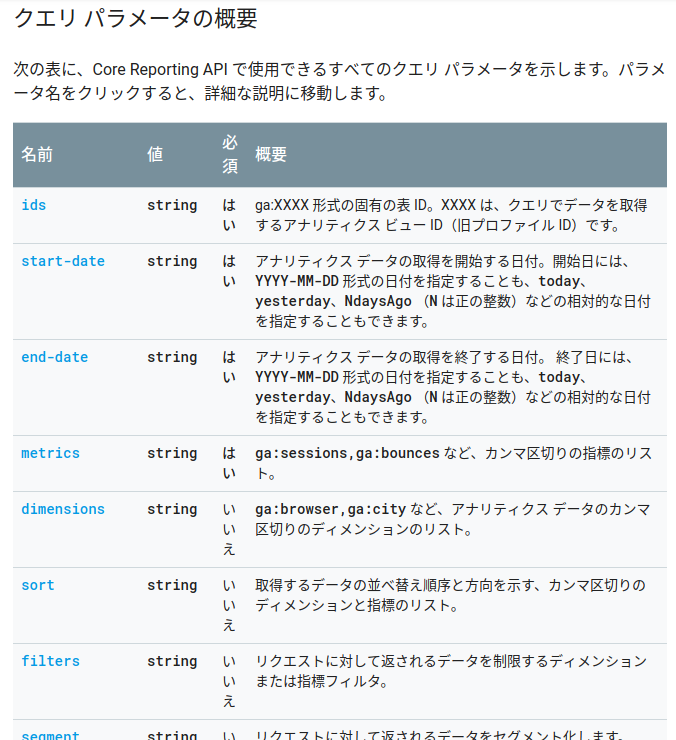 クエリ パラメータの概要
次の表に、Core Reporting API で使用できるすべてのクエリ パラメータを示します。パラメ
ータ名をクリックすると、詳細な説明に移動します。
名前 値 必須 概要
ids string はい ga:XXXX 形式の固有の表 ID。XXXX は、クエリでデータを取得
するアナリティクス ビュー ID（旧プロファイル ID）です。
start-date string はい アナリティクス データの取得を開始する日付。開始日には、
YYYY-MM-DD 形式の日付を指定することも、today、
yesterday、NdaysAgo （N は正の整数）などの相対的な日付
を指定することもできます。
end-date string はい アナリティクス データの取得を終了する日付。 終了日には、
YYYY-MM-DD 形式の日付を指定することも、today、
yesterday、NdaysAgo （N は正の整数）などの相対的な日付
を指定することもできます。
metrics string はい ga:sessions,ga:bounces など、カンマ区切りの指標のリス
ト。
dimensions string いいえ ga:browser,ga:city など、アナリティクス データのカンマ
区切りのディメンションのリスト。
sort string いいえ 取得するデータの並べ替え順序と方向を示す、カンマ区切りの
ディメンションと指標のリスト。
filters string いいえ リクエストに対して返されるデータを制限するディメンション
または指標フィルタ。
segment string い リクエストに対して返されるデータをセグメント化します。